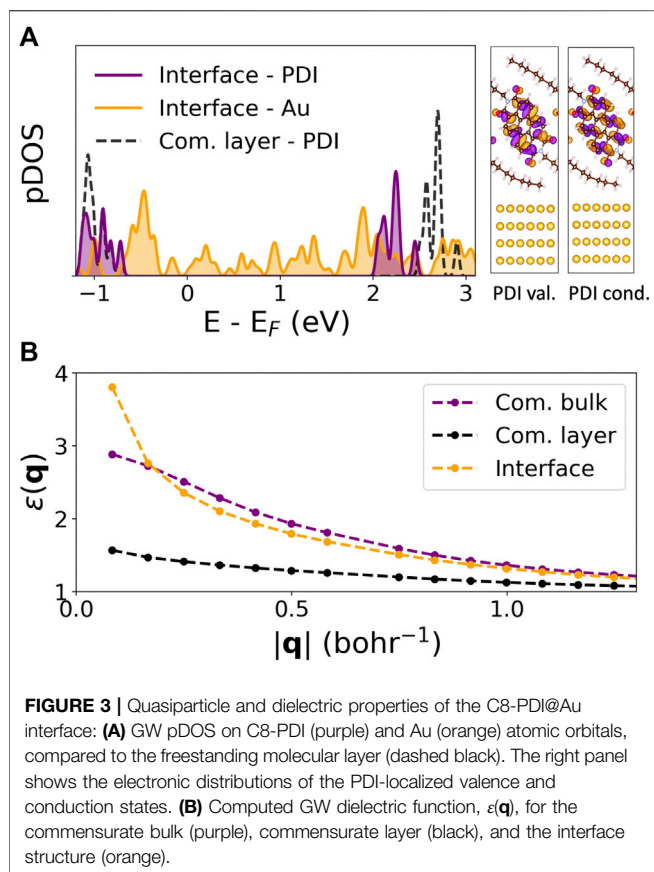 A
Interface - PDI
Interface - Au
Com. layer - PDI
pDOS
−1 0 1 2 3
E - E_F (eV)
PDI val. PDI cond.
B
4
3
2
1
ε(q)
Com. bulk
Com. layer
Interface
0.0 0.5 1.0
|q| (bohr⁻¹)
FIGURE 3 | Quasiparticle and dielectric properties of the C8-PDI@Au
interface: (A) GW pDOS on C8-PDI (purple) and Au (orange) atomic orbitals,
compared to the freestanding molecular layer (dashed black). The right panel
shows the electronic distributions of the PDI-localized valence and
conduction states. (B) Computed GW dielectric function, ε(q), for the
commensurate bulk (purple), commensurate layer (black), and the interface
structure (orange).